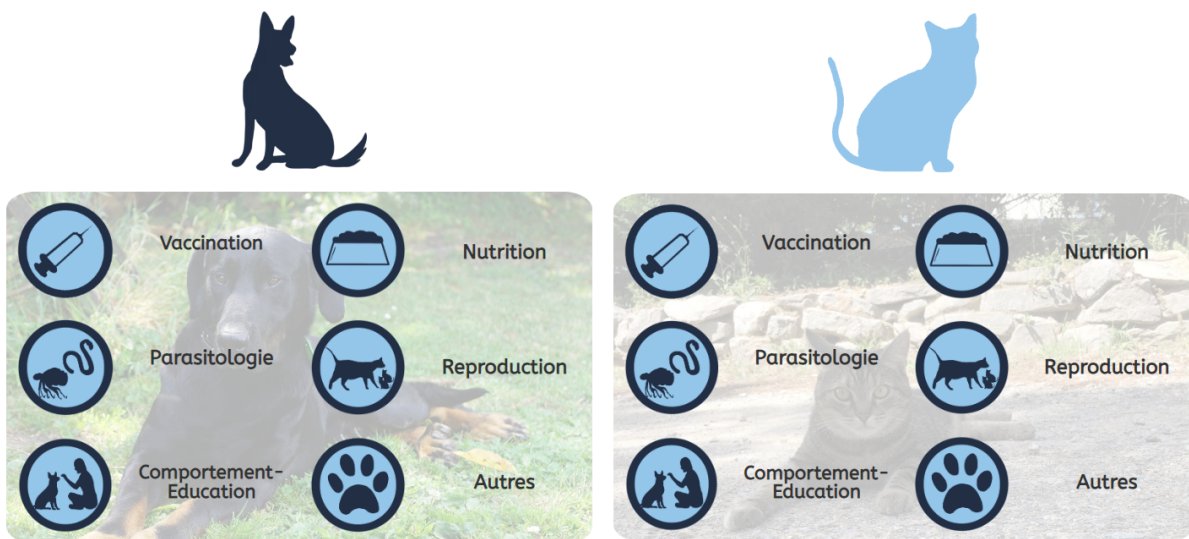 Vaccination
Nutrition
Parasitologie
Reproduction
Comportement-
Education
Autres
Vaccination
Nutrition
Parasitologie
Reproduction
Comportement-
Education
Autres